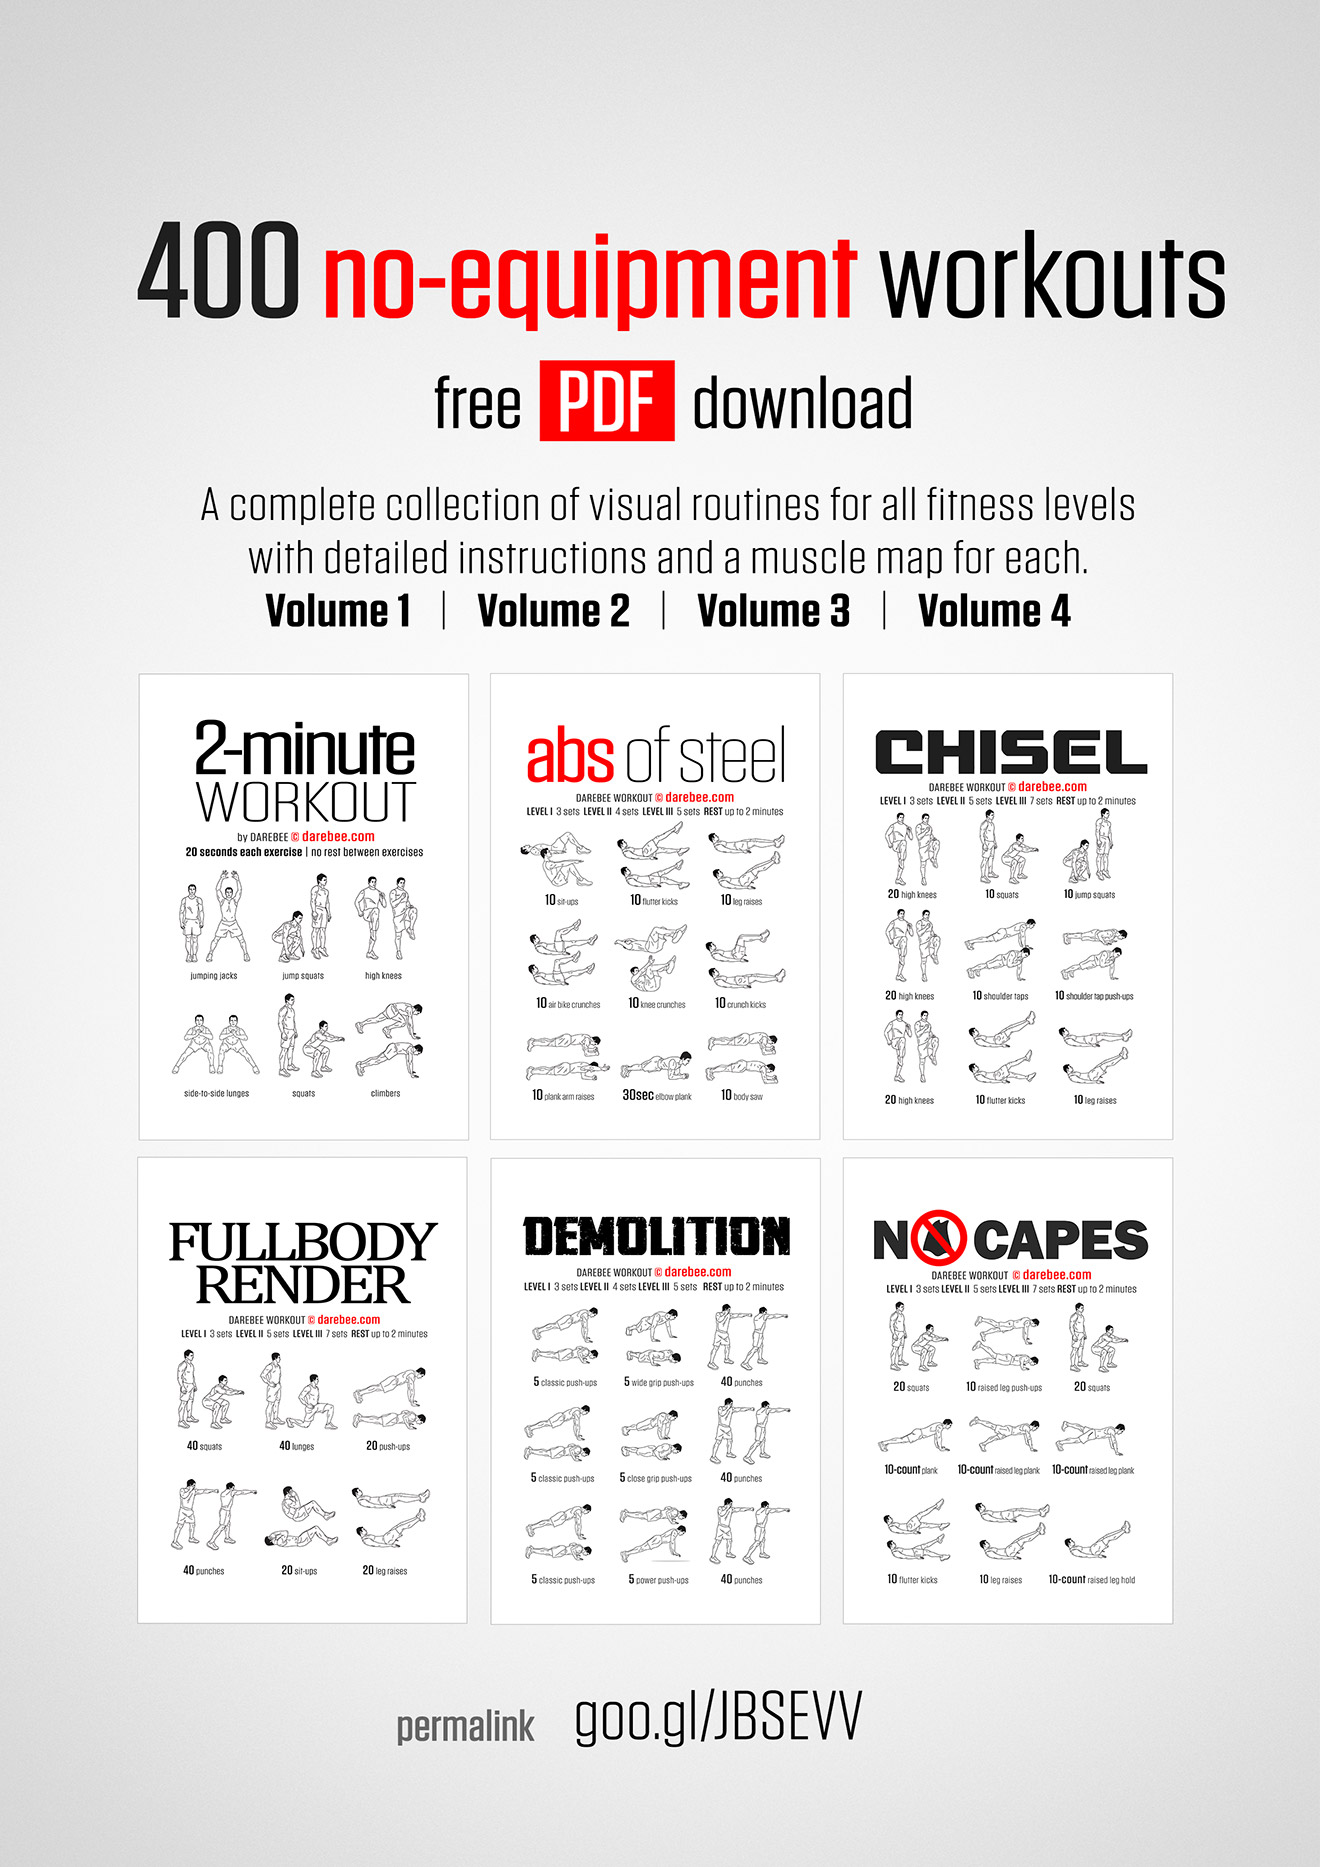 400 no-equipment workouts
free PDF download
A complete collection of visual routines for all fitness levels
with detailed instructions and a muscle map for each.
Volume 1 | Volume 2 | Volume 3 | Volume 4
2-minute
WORKOUT
by DAREBEE © darebee.com
20 seconds each exercise | no rest between exercises
jumping jacks
jump squats
high knees
side-to-side lunges
squats
climbers
abs of steel
DAREBEE WORKOUT © darebee.com
LEVEL I 3 sets LEVEL II 4 sets LEVEL III 5 sets REST up to 2 minutes
10 sit-ups
10 flutter kicks
10 leg raises
10 air bike crunches
10 knee crunches
10 crunch kicks
10 plank arm raises
30sec elbow plank
10 body saw
CHISEL
DAREBEE WORKOUT © darebee.com
LEVEL I 3 sets LEVEL II 5 sets LEVEL III 7 sets REST up to 2 minutes
20 high knees
10 squats
10 jump squats
20 high knees
10 shoulder taps
10 shoulder tap push-ups
20 high knees
10 flutter kicks
10 leg raises
FULLBODY
RENDER
DAREBEE WORKOUT © darebee.com
LEVEL I 3 sets LEVEL II 5 sets LEVEL III 7 sets REST up to 2 minutes
40 squats
40 lunges
20 push-ups
40 punches
20 sit-ups
20 leg raises
DEMOLITION
DAREBEE WORKOUT © darebee.com
LEVEL I 3 sets LEVEL II 4 sets LEVEL III 5 sets REST up to 2 minutes
5 classic push-ups
5 wide grip push-ups
40 punches
5 classic push-ups
5 close grip push-ups
40 punches
5 classic push-ups
5 power push-ups
40 punches
NO CAPES
DAREBEE WORKOUT © darebee.com
LEVEL I 3 sets LEVEL II 5 sets LEVEL III 7 sets REST up to 2 minutes
20 squats
10 raised leg push-ups
20 squats
10-count plank
10-count raised leg plank
10-count raised leg plank
10 flutter kicks
10 leg raises
10-count raised leg hold
permalink goo.gl/JBSEVV